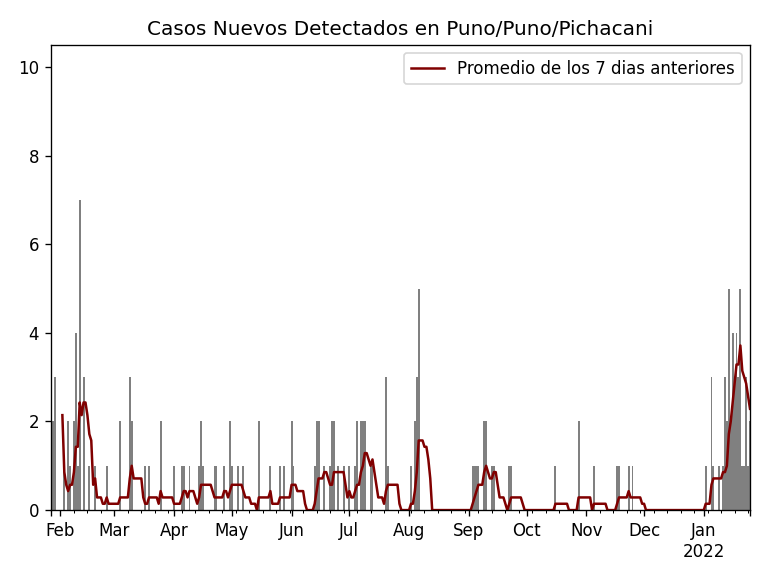 Casos Nuevos Detectados en Puno/Puno/Pichacani
Promedio de los 7 dias anteriores
10
8
6
4
2
0
Feb Mar Apr May Jun Jul Aug Sep Oct Nov Dec Jan
2022